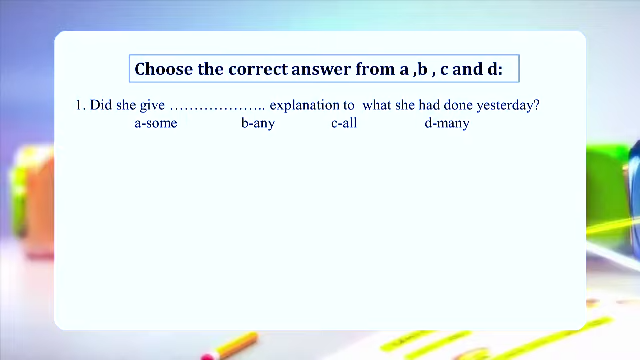 Choose the correct answer from a ,b , c and d:
1. Did she give ……………….. explanation to what she had done yesterday?
a-some b-any c-all d-many